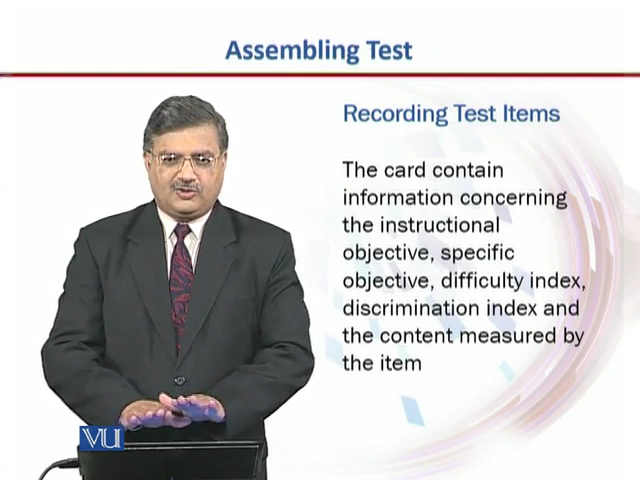 Assembling Test
Recording Test Items
The card contain
information concerning
the instructional
objective, specific
objective, difficulty index,
discrimination index and
the content measured by
the item
VU